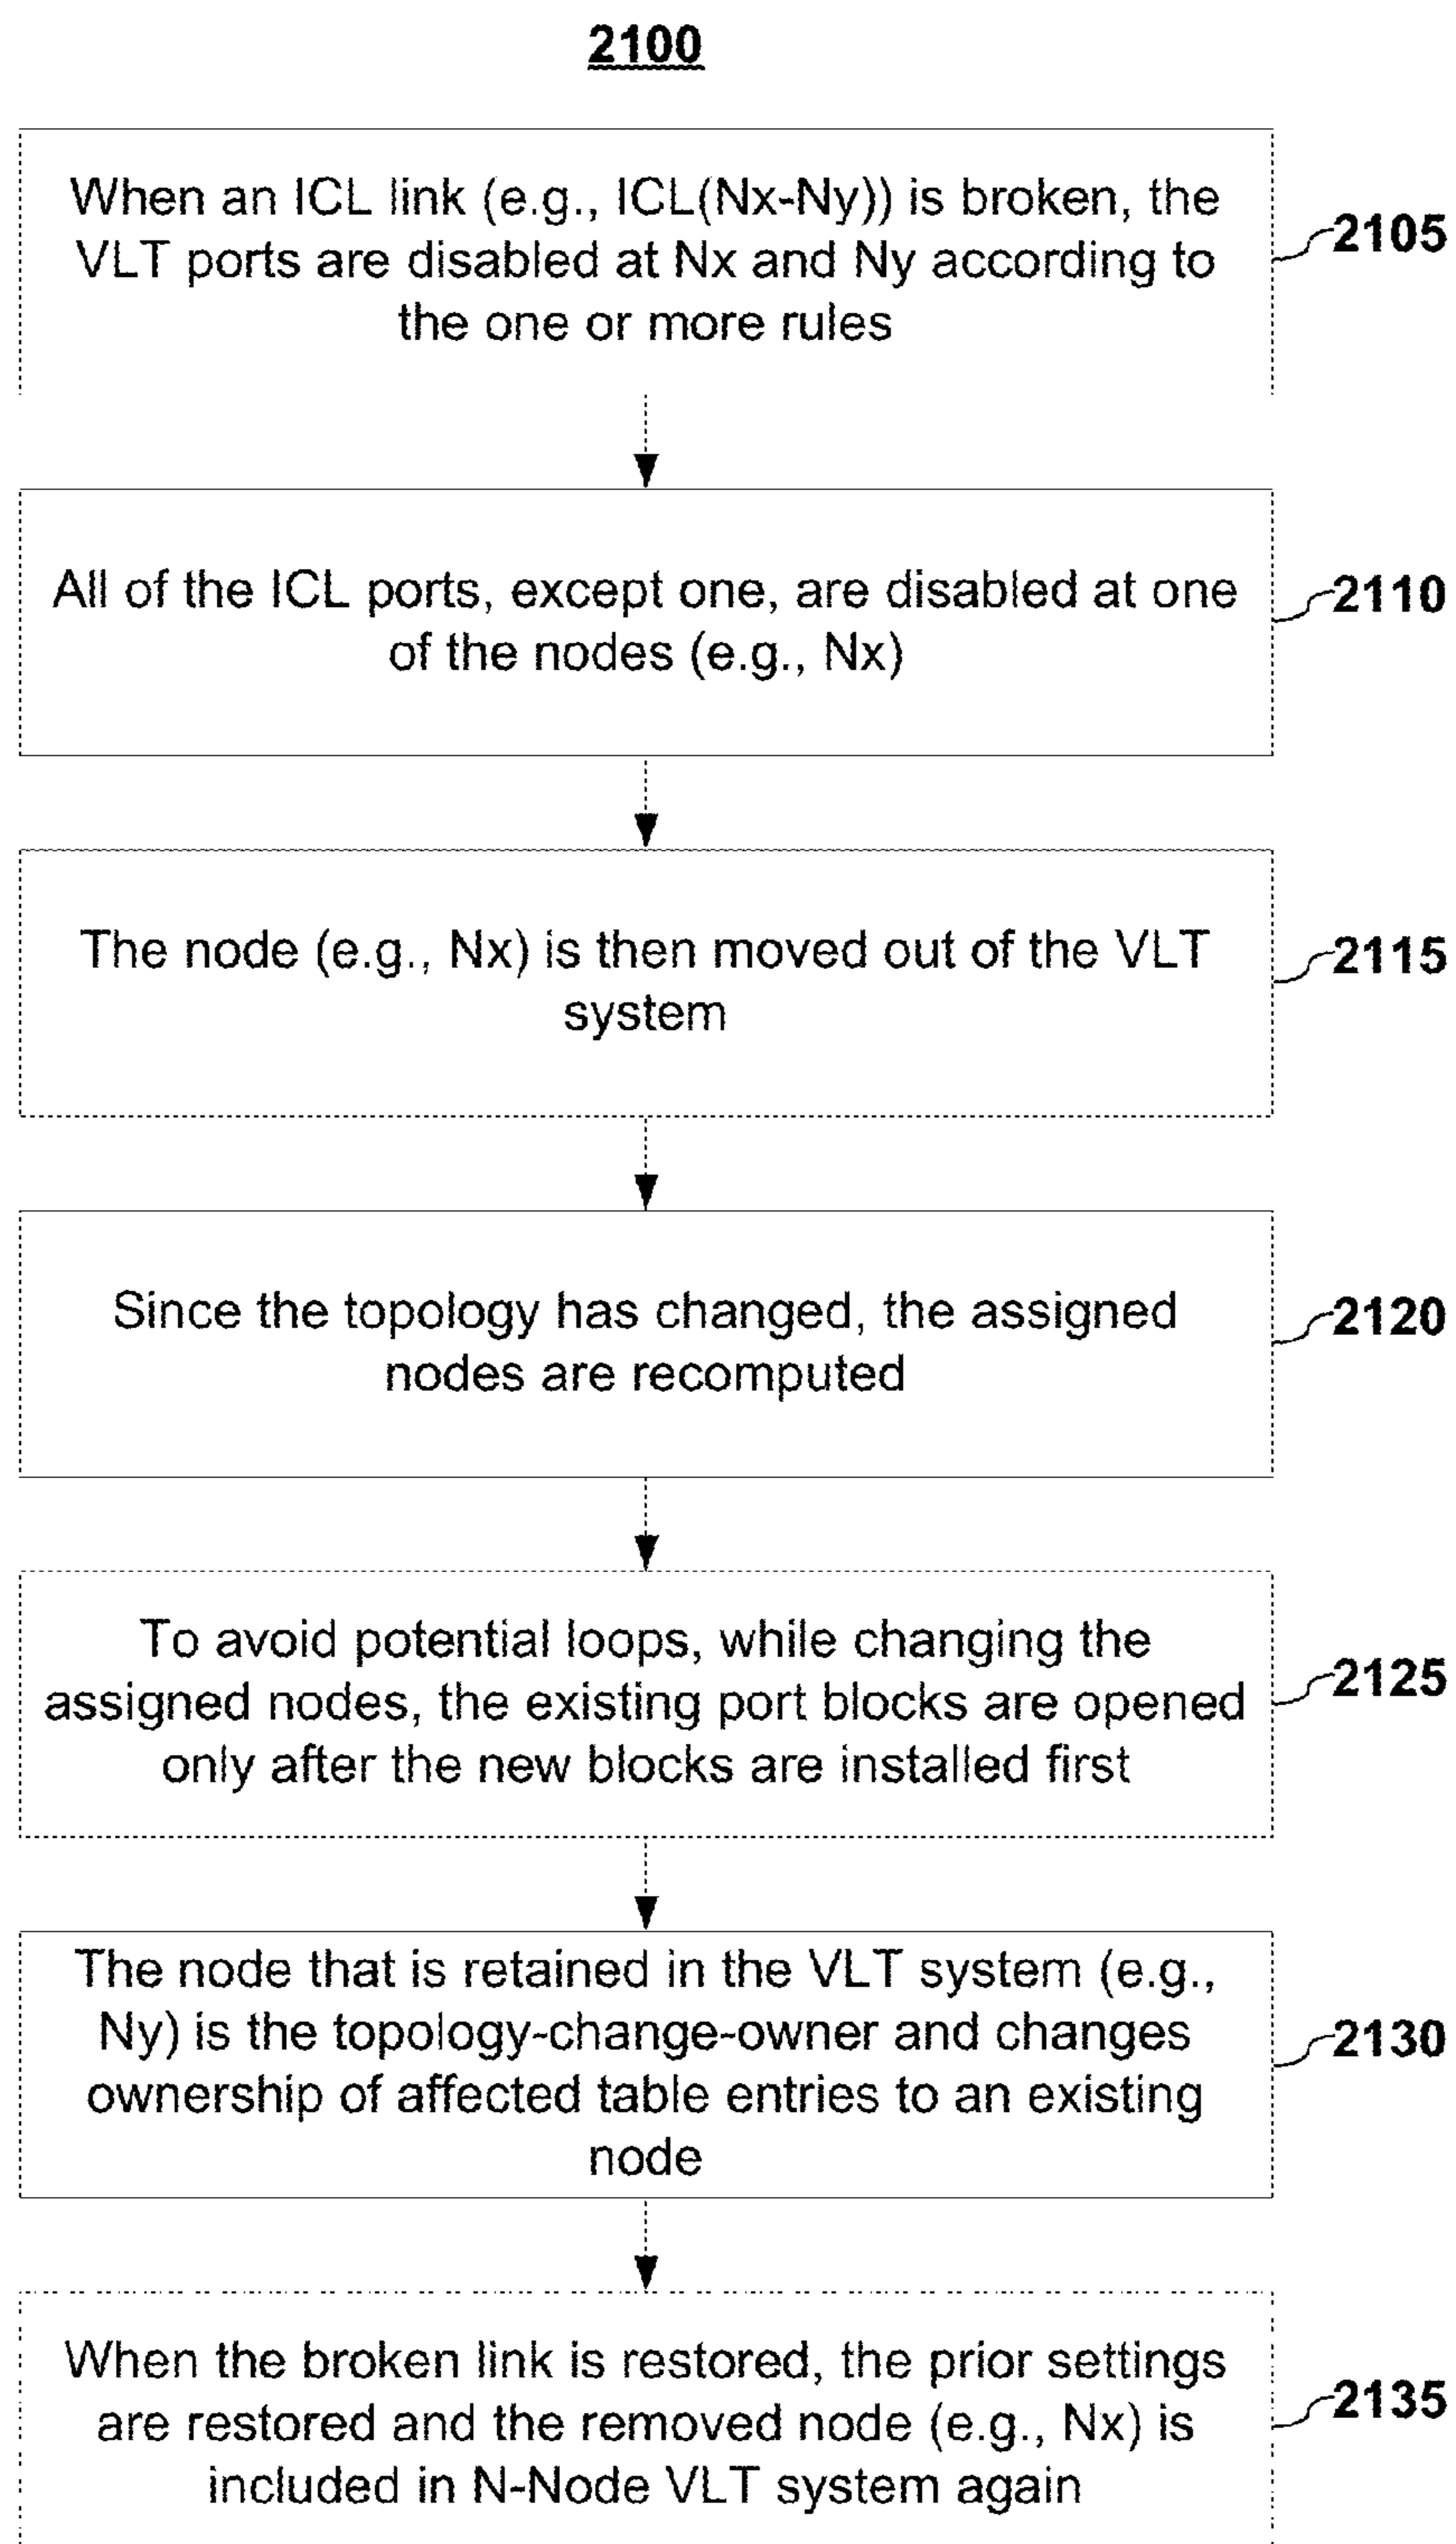 2100
When an ICL link (e.g., ICL(Nx-Ny)) is broken, the
VLT ports are disabled at Nx and Ny according to
the one or more rules
2105
All of the ICL ports, except one, are disabled at one
of the nodes (e.g., Nx)
2110
The node (e.g., Nx) is then moved out of the VLT
system
2115
Since the topology has changed, the assigned
nodes are recomputed
2120
To avoid potential loops, while changing the
assigned nodes, the existing port blocks are opened
only after the new blocks are installed first
2125
The node that is retained in the VLT system (e.g.,
Ny) is the topology-change-owner and changes
ownership of affected table entries to an existing
node
2130
When the broken link is restored, the prior settings
are restored and the removed node (e.g., Nx) is
included in N-Node VLT system again
2135